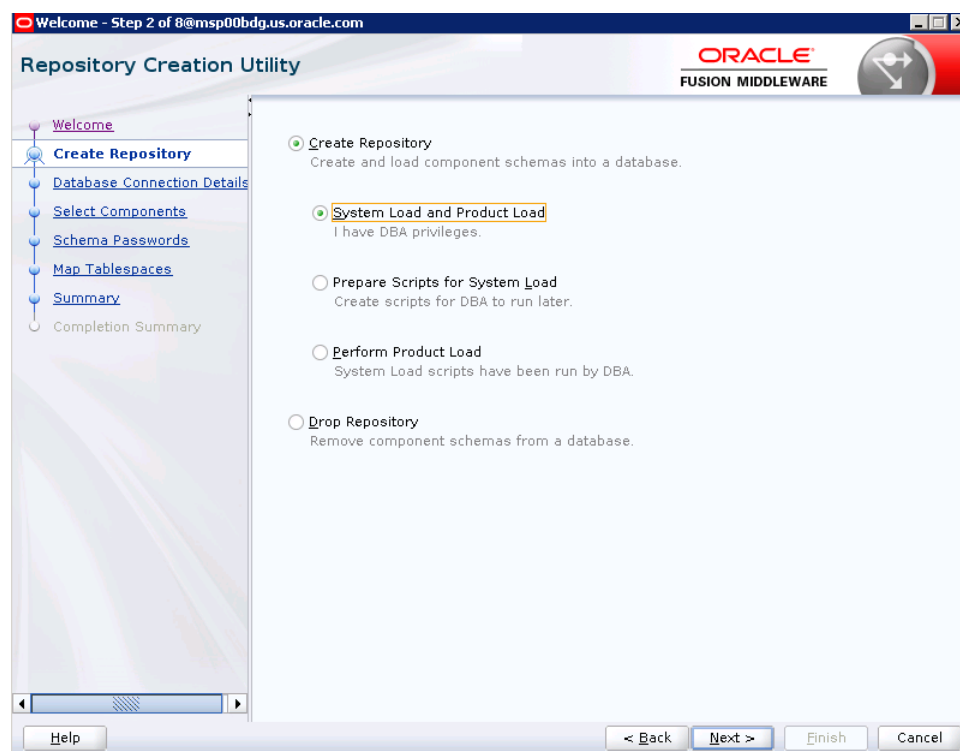 Welcome - Step 2 of 8@msp00bdg.us.oracle.com
Repository Creation Utility
ORACLE
FUSION MIDDLEWARE
Welcome
Create Repository
Database Connection Details
Select Components
Schema Passwords
Map Tablespaces
Summary
Completion Summary
Create Repository
Create and load component schemas into a database.
System Load and Product Load
I have DBA privileges.
Prepare Scripts for System Load
Create scripts for DBA to run later.
Perform Product Load
System Load scripts have been run by DBA.
Drop Repository
Remove component schemas from a database.
Help
< Back
Next >
Finish
Cancel